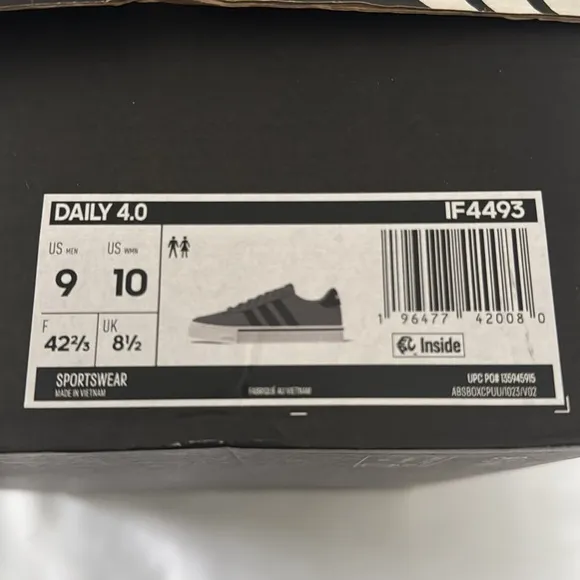 DAILY 4.0 IF4493
US MEN US WMN
9 10
F UK
42⅔ 8½
1 96477 42008 0
Inside
SPORTSWEAR
MADE IN VIETNAM
FABRIQUÉ AU VIETNAM
UPC PO# 135945915
ABSBOXCPUU/1023/V02